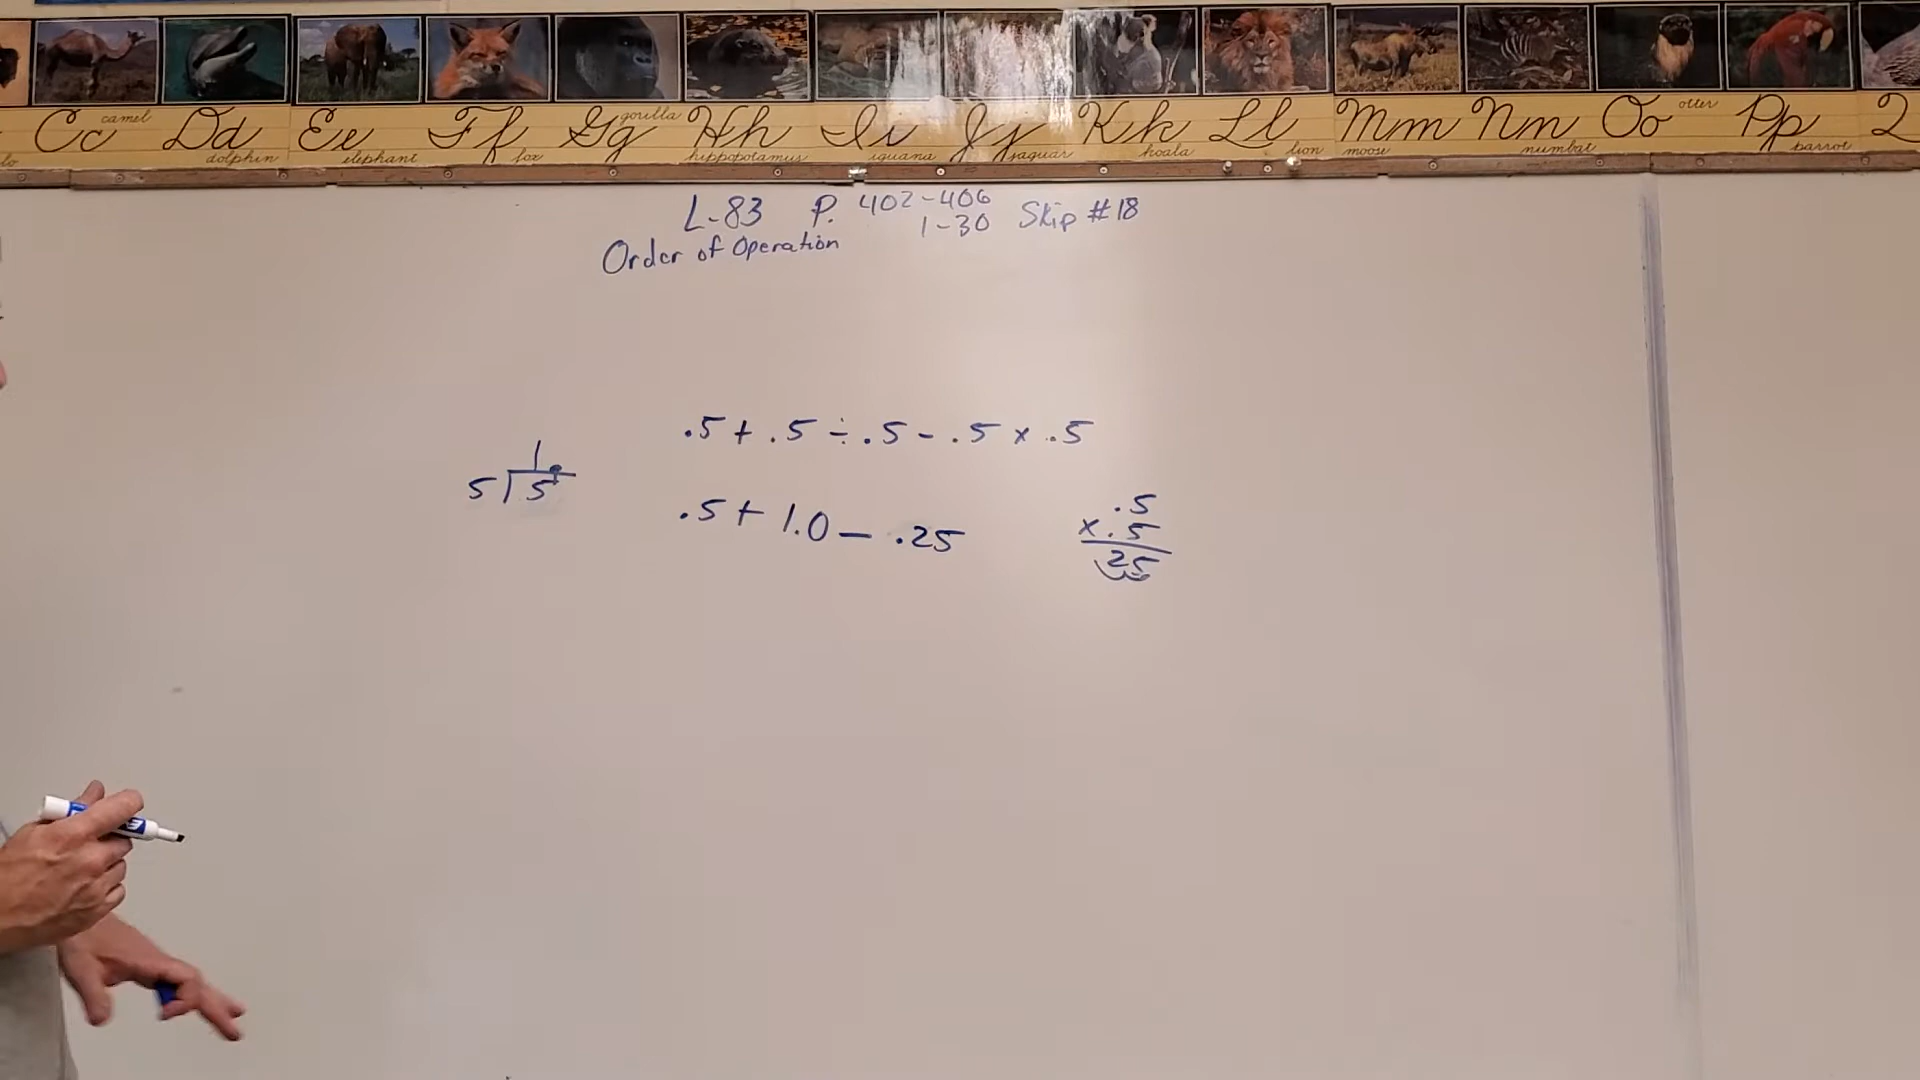 Cc camel Dd dolphin Ee elephant Ff fox Gg gorilla Hh hippopotamus Ii iguana Jj jaguar Kk koala Ll lion Mm moose Nn numbat Oo otter Pp parrot Q
L-83 P. 402-406
1-30 Skip #18
Order of Operation
.5 + .5 ÷ .5 - .5 x .5
1.
5 5
.5 + 1.0 - .25
.5
x .5
25